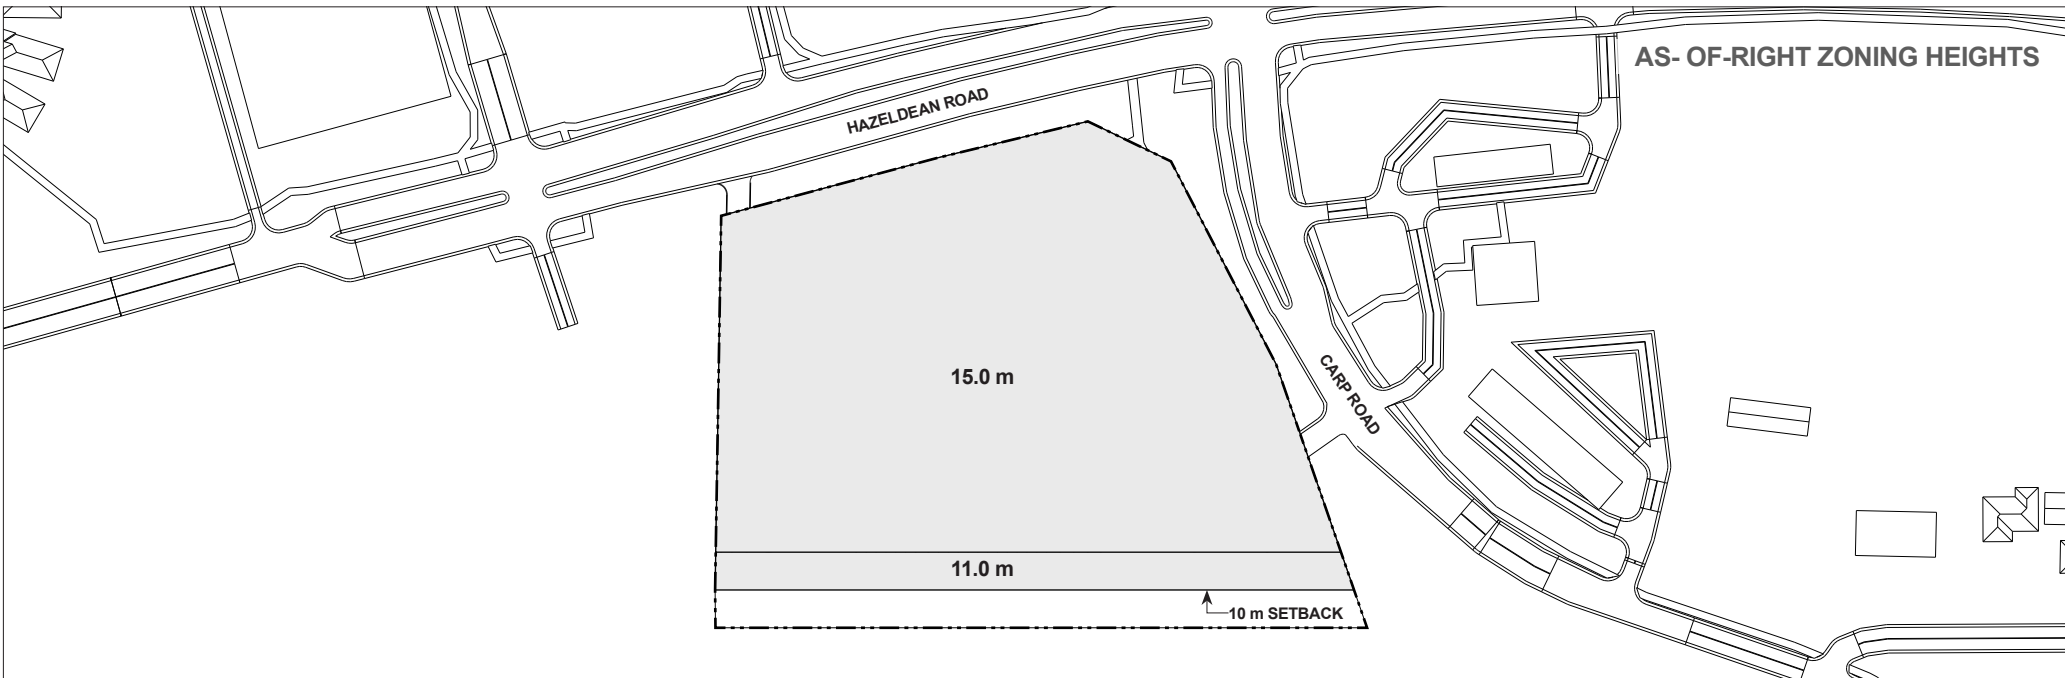 AS- OF-RIGHT ZONING HEIGHTS
HAZELDEAN ROAD
15.0 m
CARP ROAD
11.0 m
10 m SETBACK